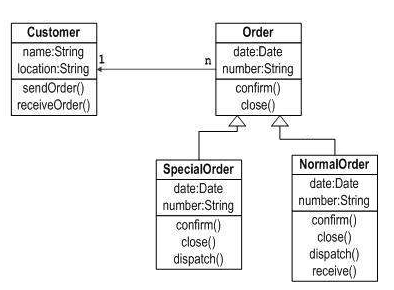 Customer
name:String
location:String
sendOrder()
receiveOrder()
1
n
Order
date:Date
number:String
confirm()
close()
SpecialOrder
date:Date
number:String
confirm()
close()
dispatch()
NormalOrder
date:Date
number:String
confirm()
close()
dispatch()
receive()